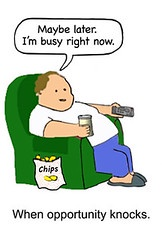 Maybe later.
I'm busy right now.
Chips
When opportunity knocks.